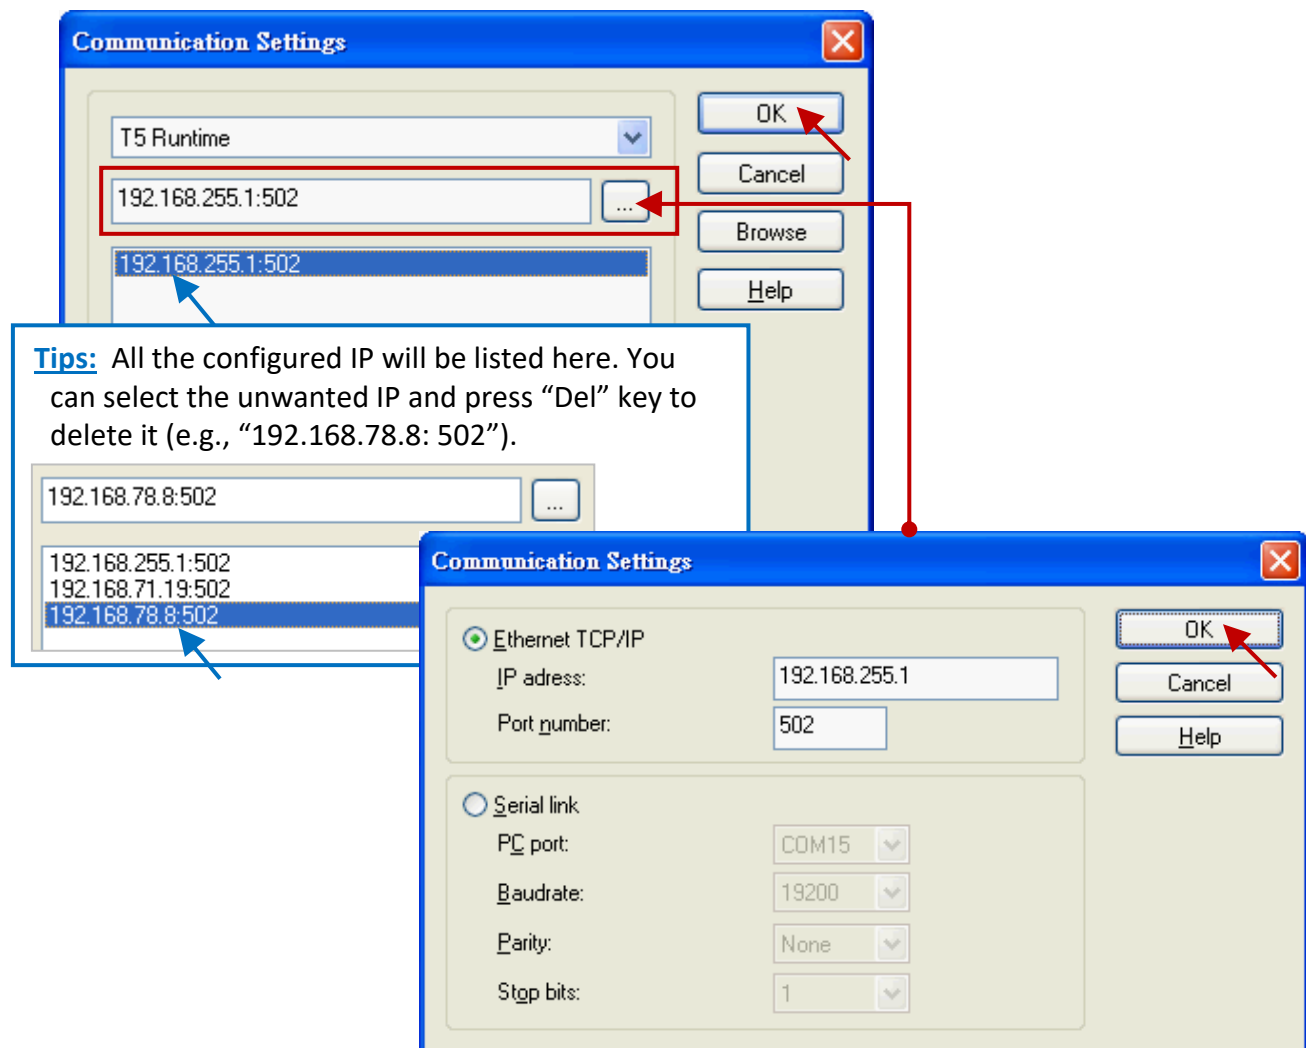 Communication Settings
T5 Runtime
OK
192.168.255.1:502
...
Cancel
192.168.255.1:502
Browse
Help
Tips: All the configured IP will be listed here. You
can select the unwanted IP and press “Del” key to
delete it (e.g., “192.168.78.8: 502”).
192.168.78.8:502
...
192.168.255.1:502
192.168.71.19:502
192.168.78.8:502
Communication Settings
Ethernet TCP/IP
OK
IP adress:
192.168.255.1
Cancel
Port number:
502
Help
Serial link
PC port:
COM15
Baudrate:
19200
Parity:
None
Stop bits:
1